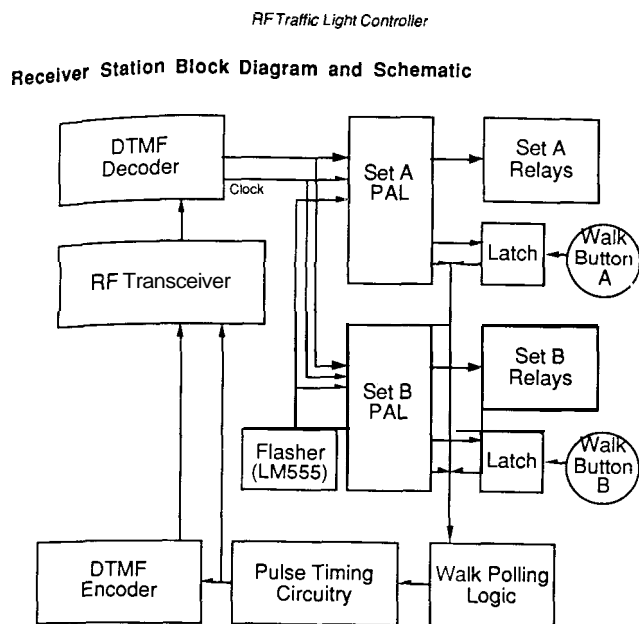 RF Traffic Light Controller
Receiver Station Block Diagram and Schematic
DTMF
Decoder
Clock
Set A
PAL
Set A
Relays
RF Transceiver
Latch
Walk
Button
A
Set B
PAL
Set B
Relays
Flasher
(LM555)
Latch
Walk
Button
B
DTMF
Encoder
Pulse Timing
Circuitry
Walk Polling
Logic